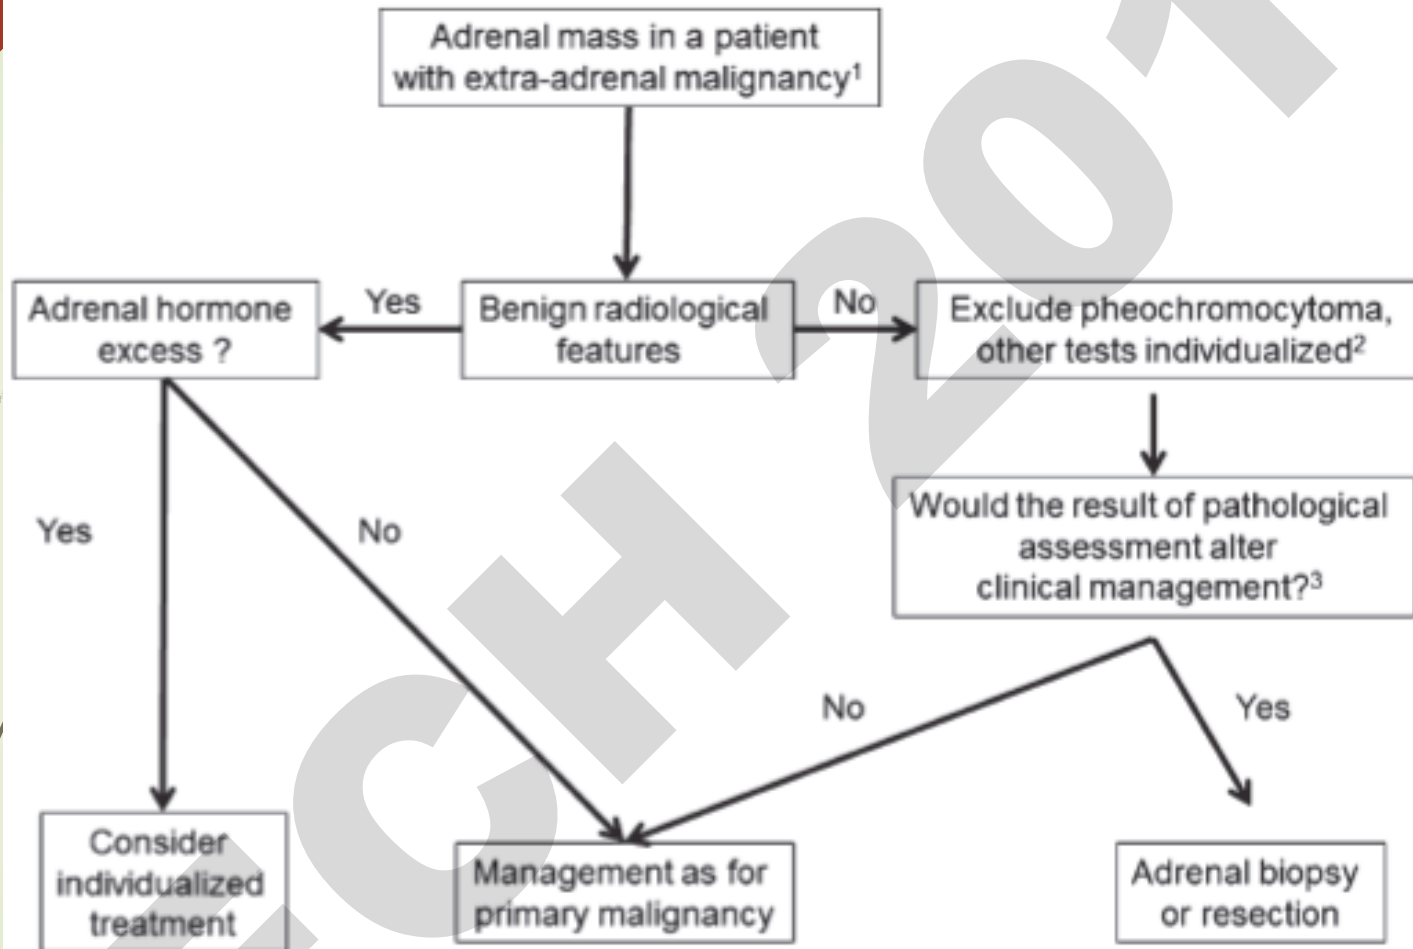 Adrenal mass in a patient
with extra-adrenal malignancy¹
Adrenal hormone
excess ?
Yes
Benign radiological
features
No
Exclude pheochromocytoma,
other tests individualized²
Would the result of pathological
assessment alter
clinical management?³
Yes
No
No
Yes
Consider
individualized
treatment
Management as for
primary malignancy
Adrenal biopsy
or resection